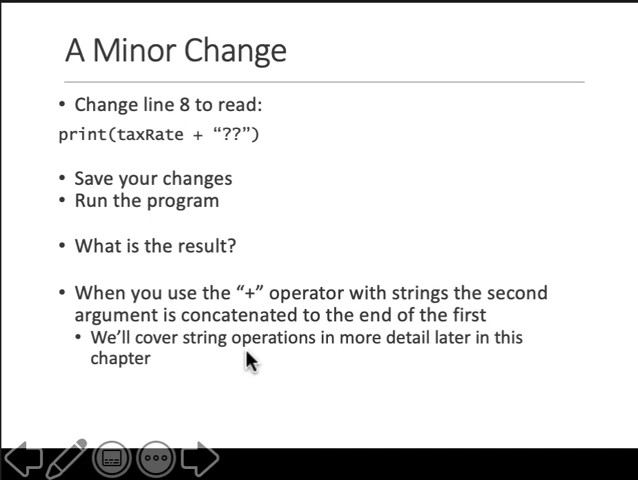 A Minor Change
• Change line 8 to read:
print(taxRate + “??”)
• Save your changes
• Run the program
• What is the result?
• When you use the “+” operator with strings the second
argument is concatenated to the end of the first
• We’ll cover string operations in more detail later in this
chapter